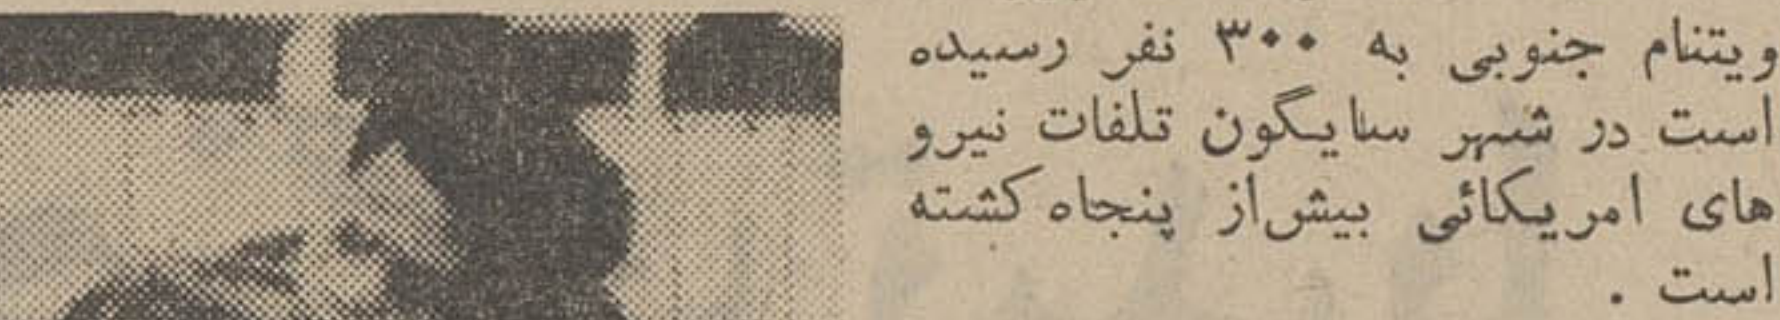 ویتنام جنوبی به ۳۰۰ نفر رسیده
است در شهر سایگون تلفات نیرو
های امریکائی بیش‌از پنجاه کشته
است .